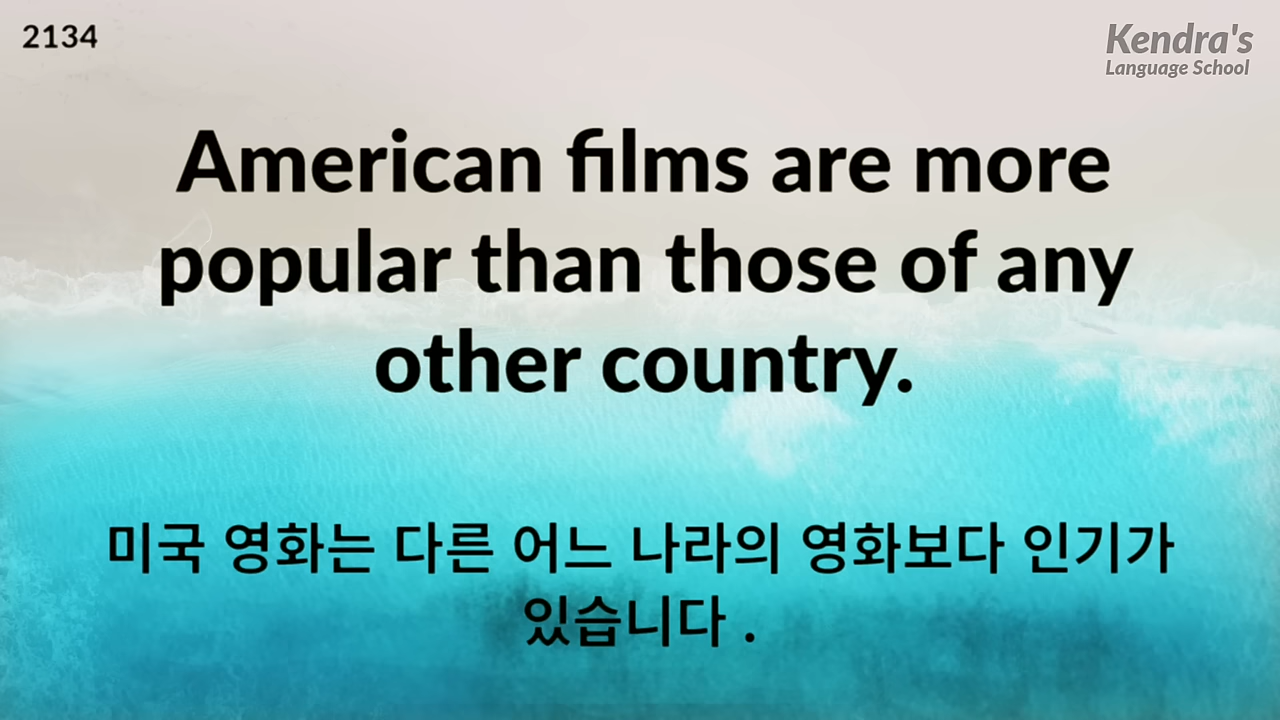 2134
Kendra's
Language School
American films are more
popular than those of any
other country.
미국 영화는 다른 어느 나라의 영화보다 인기가
있습니다 .